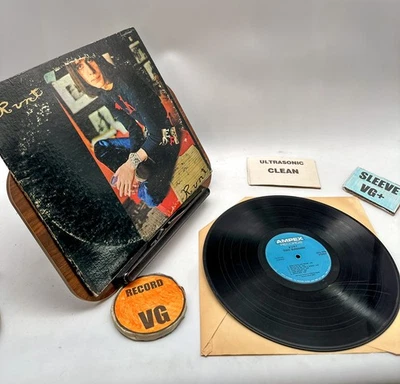 Runt
Runt
ULTRASONIC
CLEAN
SLEEVE
VG+
AMPEX
RECORD
VG